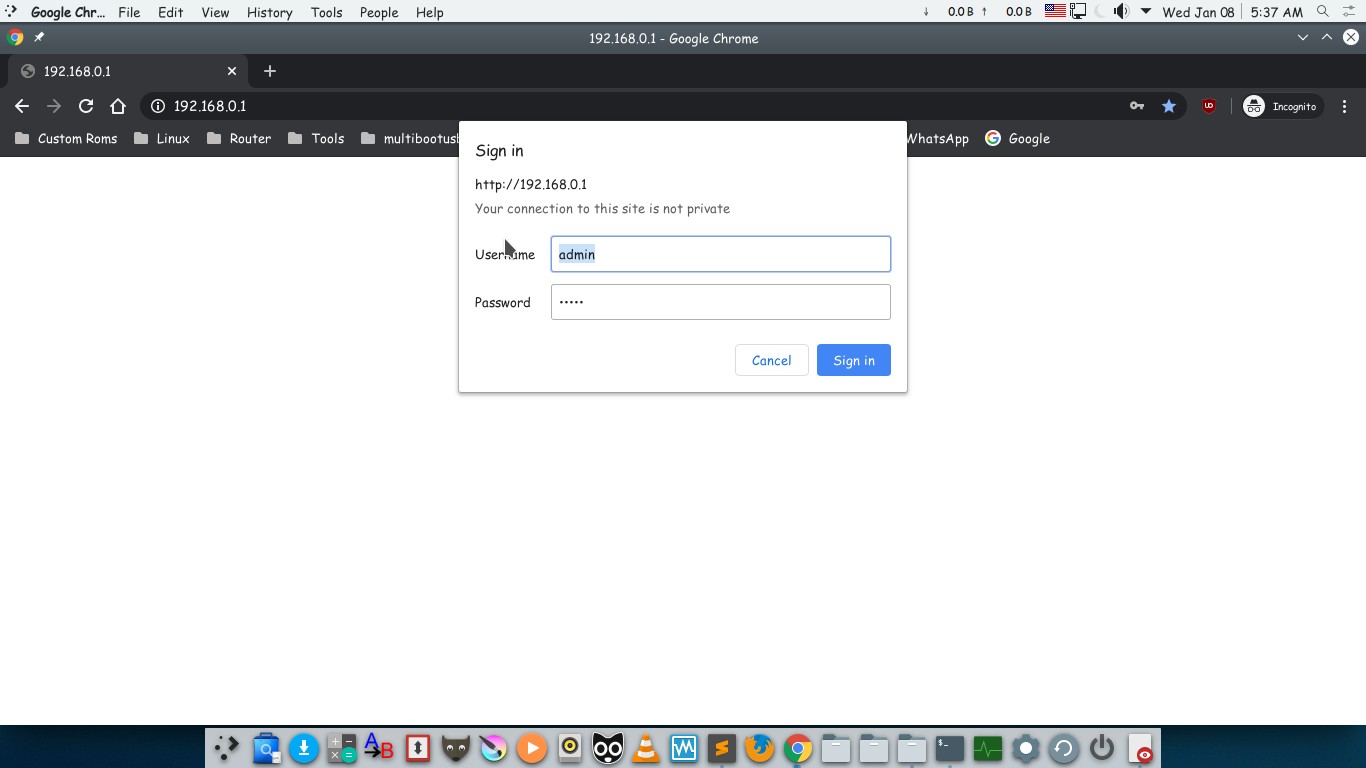 Google Chr... File Edit View History Tools People Help ↓ 0.0 B ↑ 0.0 B Wed Jan 08 5:37 AM
192.168.0.1 - Google Chrome
192.168.0.1
192.168.0.1 Incognito
Custom Roms Linux Router Tools multibootus WhatsApp Google
Sign in
http://192.168.0.1
Your connection to this site is not private
Username admin
Password •••••
Cancel Sign in